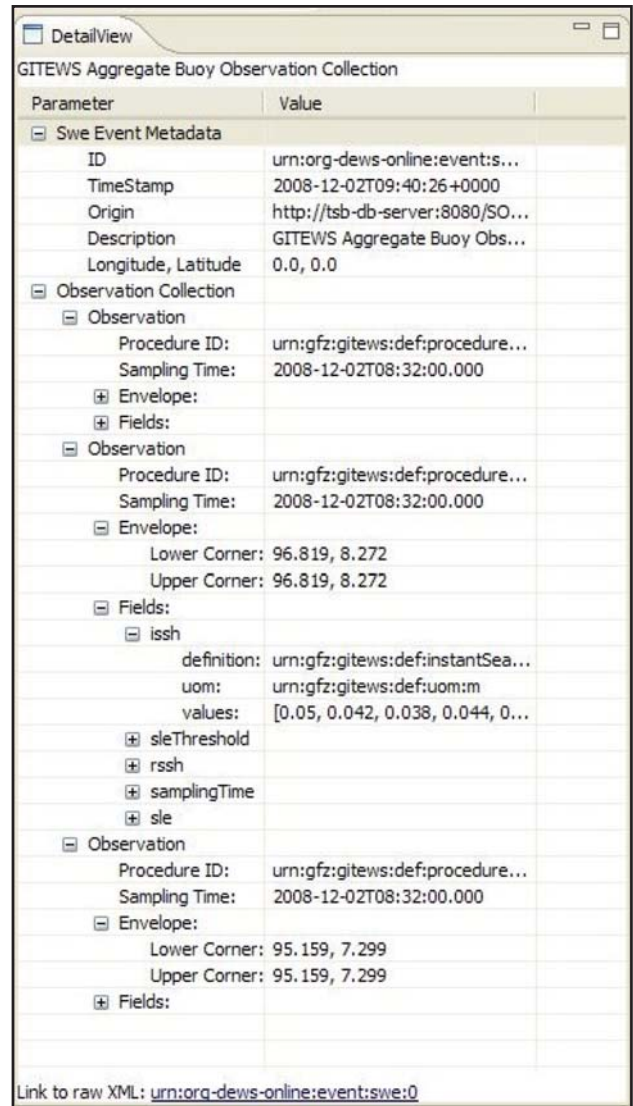 DetailView
GITEWS Aggregate Buoy Observation Collection
Parameter Value
Swe Event Metadata
ID urn:org-dews-online:event:s...
TimeStamp 2008-12-02T09:40:26+0000
Origin http://tsb-db-server:8080/SO...
Description GITEWS Aggregate Buoy Obs...
Longitude, Latitude 0.0, 0.0
Observation Collection
Observation
Procedure ID: urn:gfz:gitews:def:procedure...
Sampling Time: 2008-12-02T08:32:00.000
Envelope:
Fields:
Observation
Procedure ID: urn:gfz:gitews:def:procedure...
Sampling Time: 2008-12-02T08:32:00.000
Envelope:
Lower Corner: 96.819, 8.272
Upper Corner: 96.819, 8.272
Fields:
issh
definition: urn:gfz:gitews:def:instantSea...
uom: urn:gfz:gitews:def:uom:m
values: [0.05, 0.042, 0.038, 0.044, 0...
sleThreshold
rssh
samplingTime
sle
Observation
Procedure ID: urn:gfz:gitews:def:procedure...
Sampling Time: 2008-12-02T08:32:00.000
Envelope:
Lower Corner: 95.159, 7.299
Upper Corner: 95.159, 7.299
Fields:
Link to raw XML: urn:org-dews-online:event:swe:0